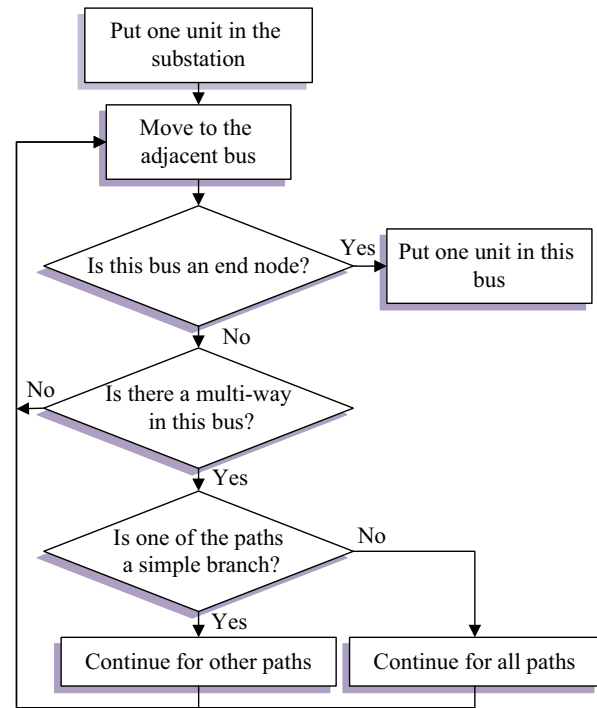 Put one unit in the
substation
Move to the
adjacent bus
Is this bus an end node?
Yes
Put one unit in this
bus
No
Is there a multi-way
in this bus?
No
Yes
Is one of the paths
a simple branch?
No
Yes
Continue for other paths
Continue for all paths